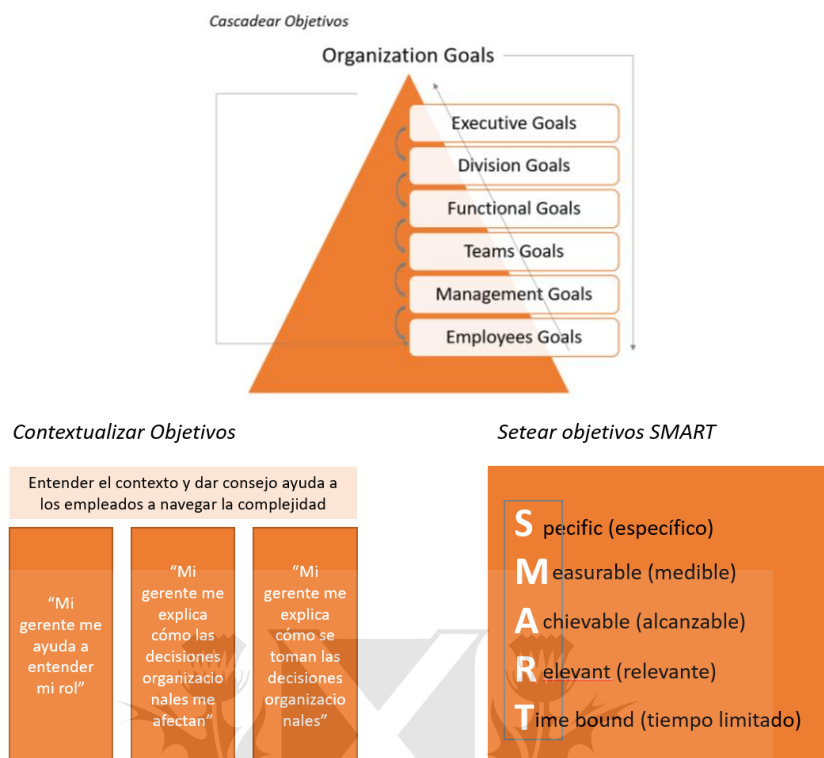 Cascadear Objetivos
Organization Goals
Executive Goals
Division Goals
Functional Goals
Teams Goals
Management Goals
Employees Goals
Contextualizar Objetivos
Entender el contexto y dar consejo ayuda a
los empleados a navegar la complejidad
“Mi
gerente me
ayuda a
entender
mi rol”
“Mi
gerente me
explica
cómo las
decisiones
organizacio
nales me
afectan”
“Mi
gerente me
explica
cómo se
toman las
decisiones
organizacio
nales”
Setear objetivos SMART
Specific (específico)
Measurable (medible)
Achievable (alcanzable)
Relevant (relevante)
Time bound (tiempo limitado)